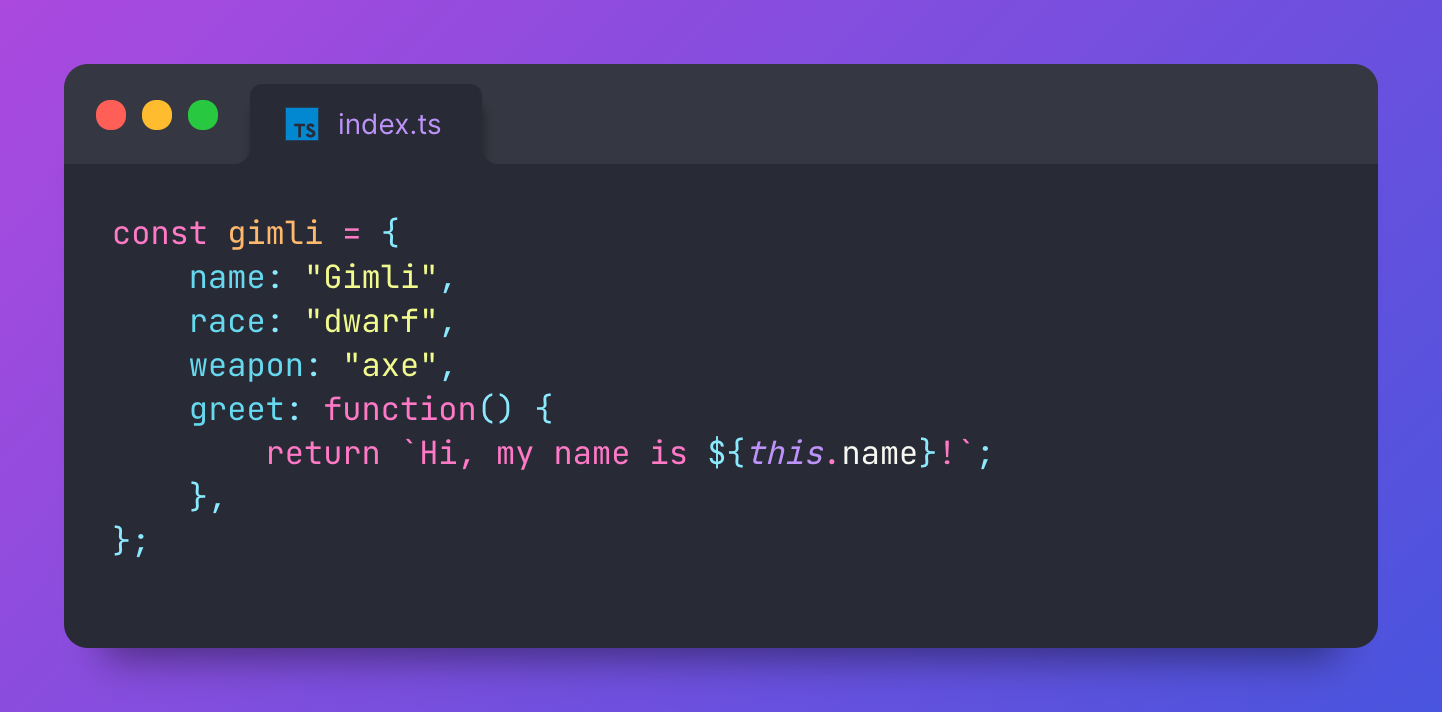 TS index.ts
const gimli = {
    name: "Gimli",
    race: "dwarf",
    weapon: "axe",
    greet: function() {
        return `Hi, my name is ${this.name}!`;
    },
};